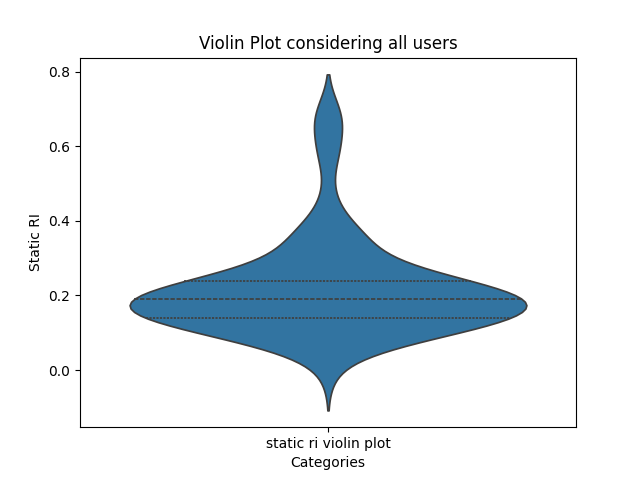 Violin Plot considering all users
0.8
0.6
0.4
0.2
0.0
Static RI
static ri violin plot
Categories